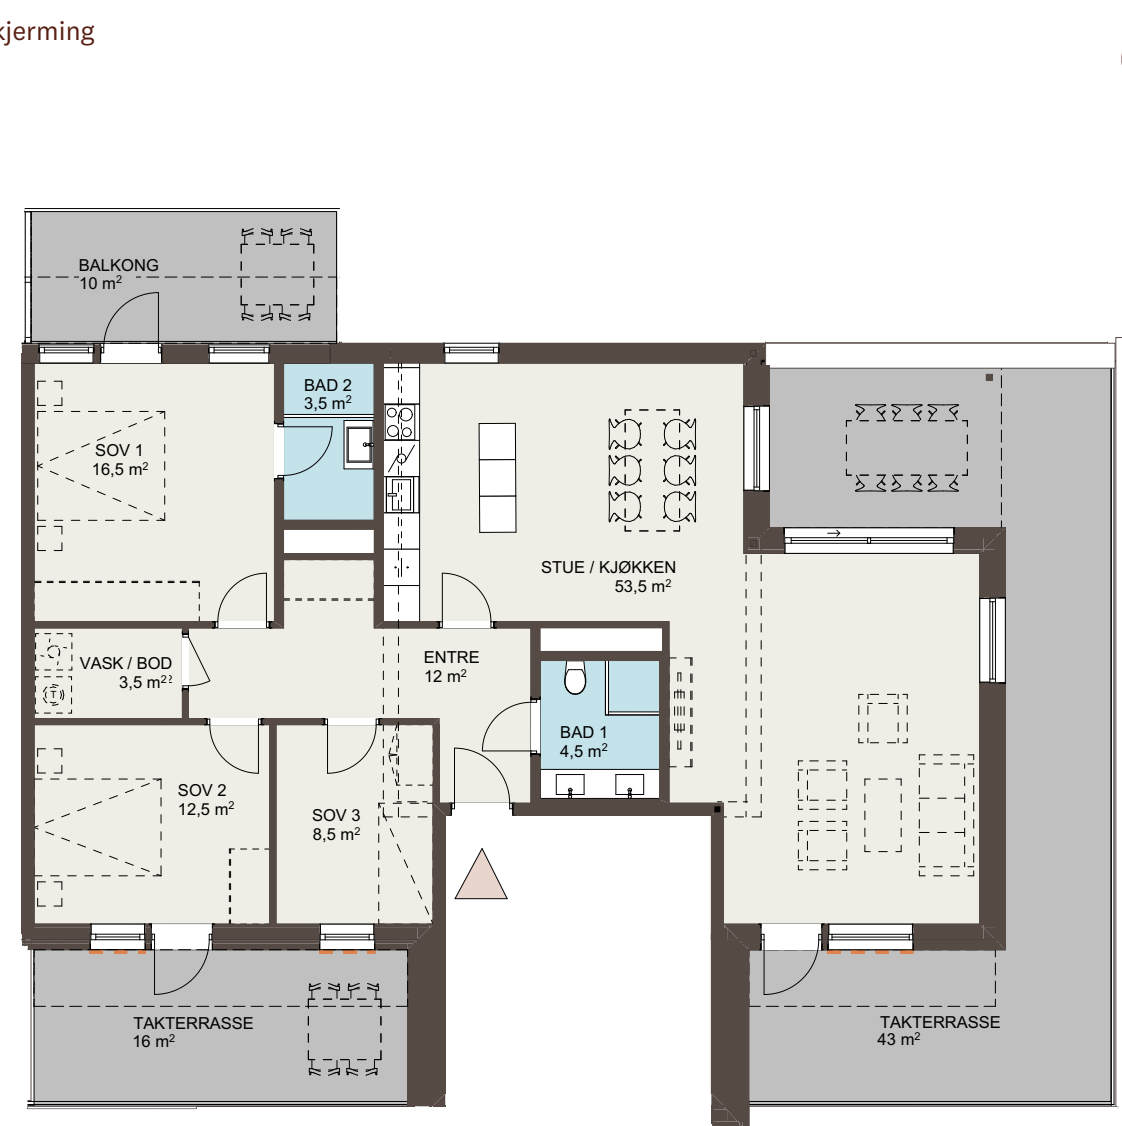 kjerming
BALKONG
10 m²
BAD 2
3,5 m²
SOV 1
16,5 m²
STUE / KJØKKEN
53,5 m²
VASK / BOD
3,5 m²²
ENTRE
12 m²
BAD 1
4,5 m²
SOV 2
12,5 m²
SOV 3
8,5 m²
TAKTERRASSE
16 m²
TAKTERRASSE
43 m²